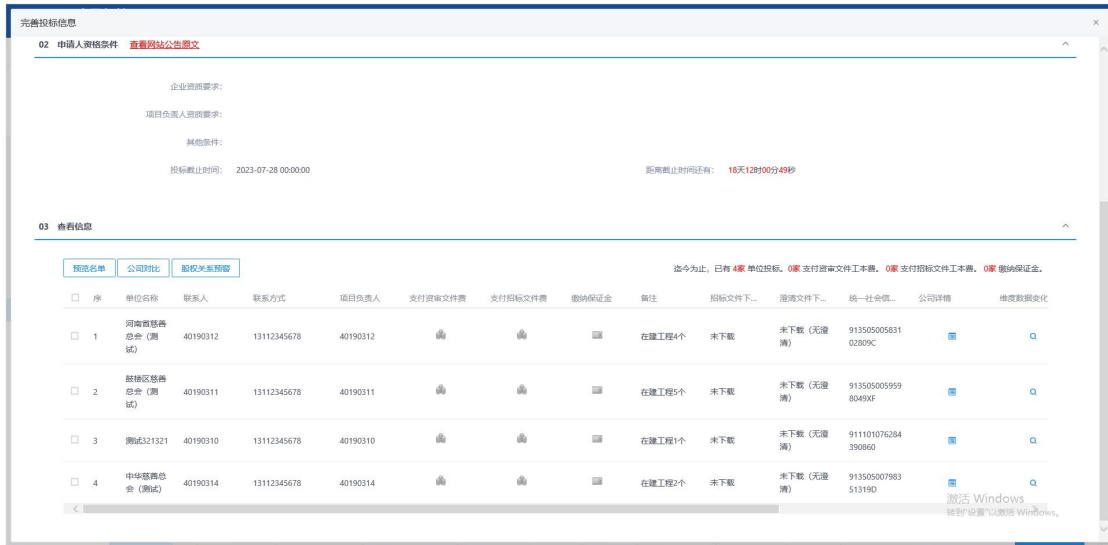 完善投标信息
02 申请人资格条件 查看网站公告原文
企业资质要求：
项目负责人资质要求：
其他条件：
投标截止时间： 2023-07-28 00:00:00 距离截止时间还有： 18天12时00分49秒
03 查看信息
预览名单 公司对比 股权关系预警 迄今为止，已有 4家 单位投标。0家 支付资审文件工本费。0家 支付招标文件工本费。0家 缴纳保证金。
序 单位名称 联系人 联系方式 项目负责人 支付资审文件费 支付招标文件费 缴纳保证金 备注 招标文件下... 澄清文件下... 统一社会信... 公司详情 维度数据变化
1 河南省慈善总会（测试） 40190312 13112345678 40190312 在建工程4个 未下载 未下载（无澄清） 91350500583102809C
2 鼓楼区慈善总会（测试） 40190311 13112345678 40190311 在建工程5个 未下载 未下载（无澄清） 9135050059598049XF
3 测试321321 40190310 13112345678 40190310 在建工程1个 未下载 未下载（无澄清） 911101076284390860
4 中华慈善总会（测试） 40190314 13112345678 40190314 在建工程2个 未下载 未下载（无澄清） 91350500798351319D
激活 Windows
转到"设置"以激活 Windows。